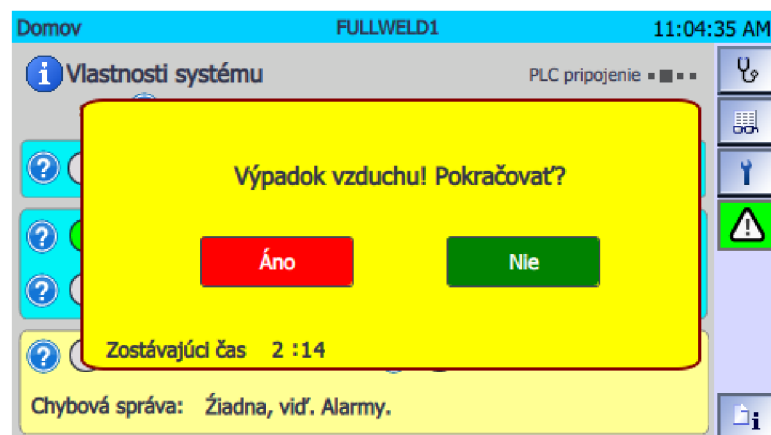 Domov FULLWELD1 11:04:35 AM
Vlastnosti systému PLC pripojenie
Výpadok vzduchu! Pokračovať?
Áno Nie
Zostávajúci čas 2 :14
Chybová správa: Žiadna, viď. Alarmy.